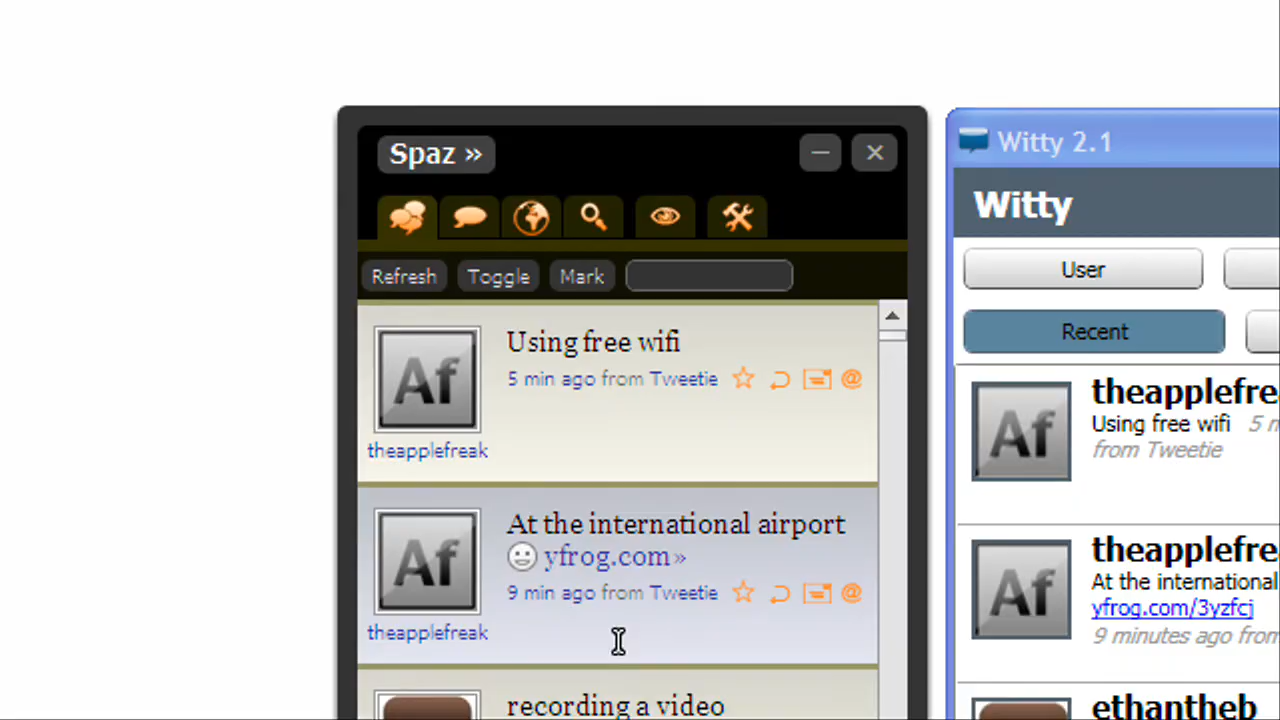 Spaz »
Refresh Toggle Mark
Af
Using free wifi
5 min ago from Tweetie
theapplefreak
Af
At the international airport
yfrog.com»
9 min ago from Tweetie
theapplefreak
recording a video
Witty 2.1
Witty
User
Recent
Af
theapplefre
Using free wifi 5 m
from Tweetie
Af
theapplefre
At the international
yfrog.com/3yzfcj
9 minutes ago from
ethantheb